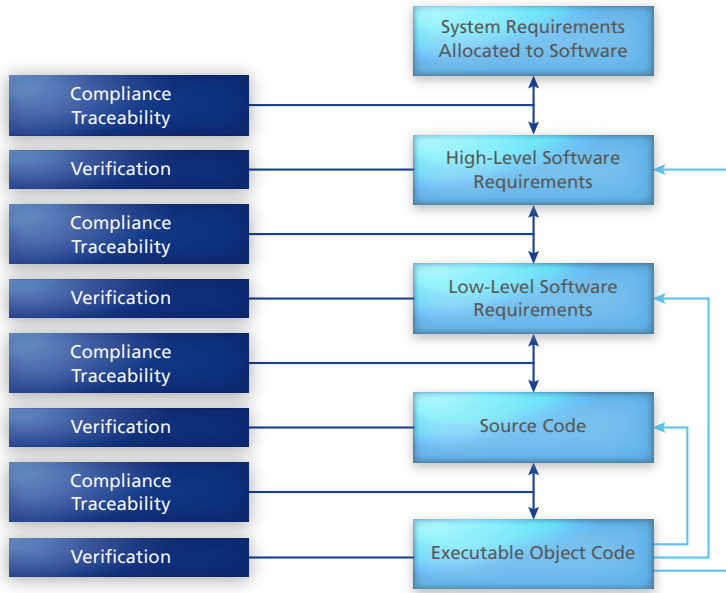 System Requirements
Allocated to Software
Compliance
Traceability
High-Level Software
Requirements
Verification
Compliance
Traceability
Low-Level Software
Requirements
Verification
Compliance
Traceability
Source Code
Verification
Compliance
Traceability
Executable Object Code
Verification